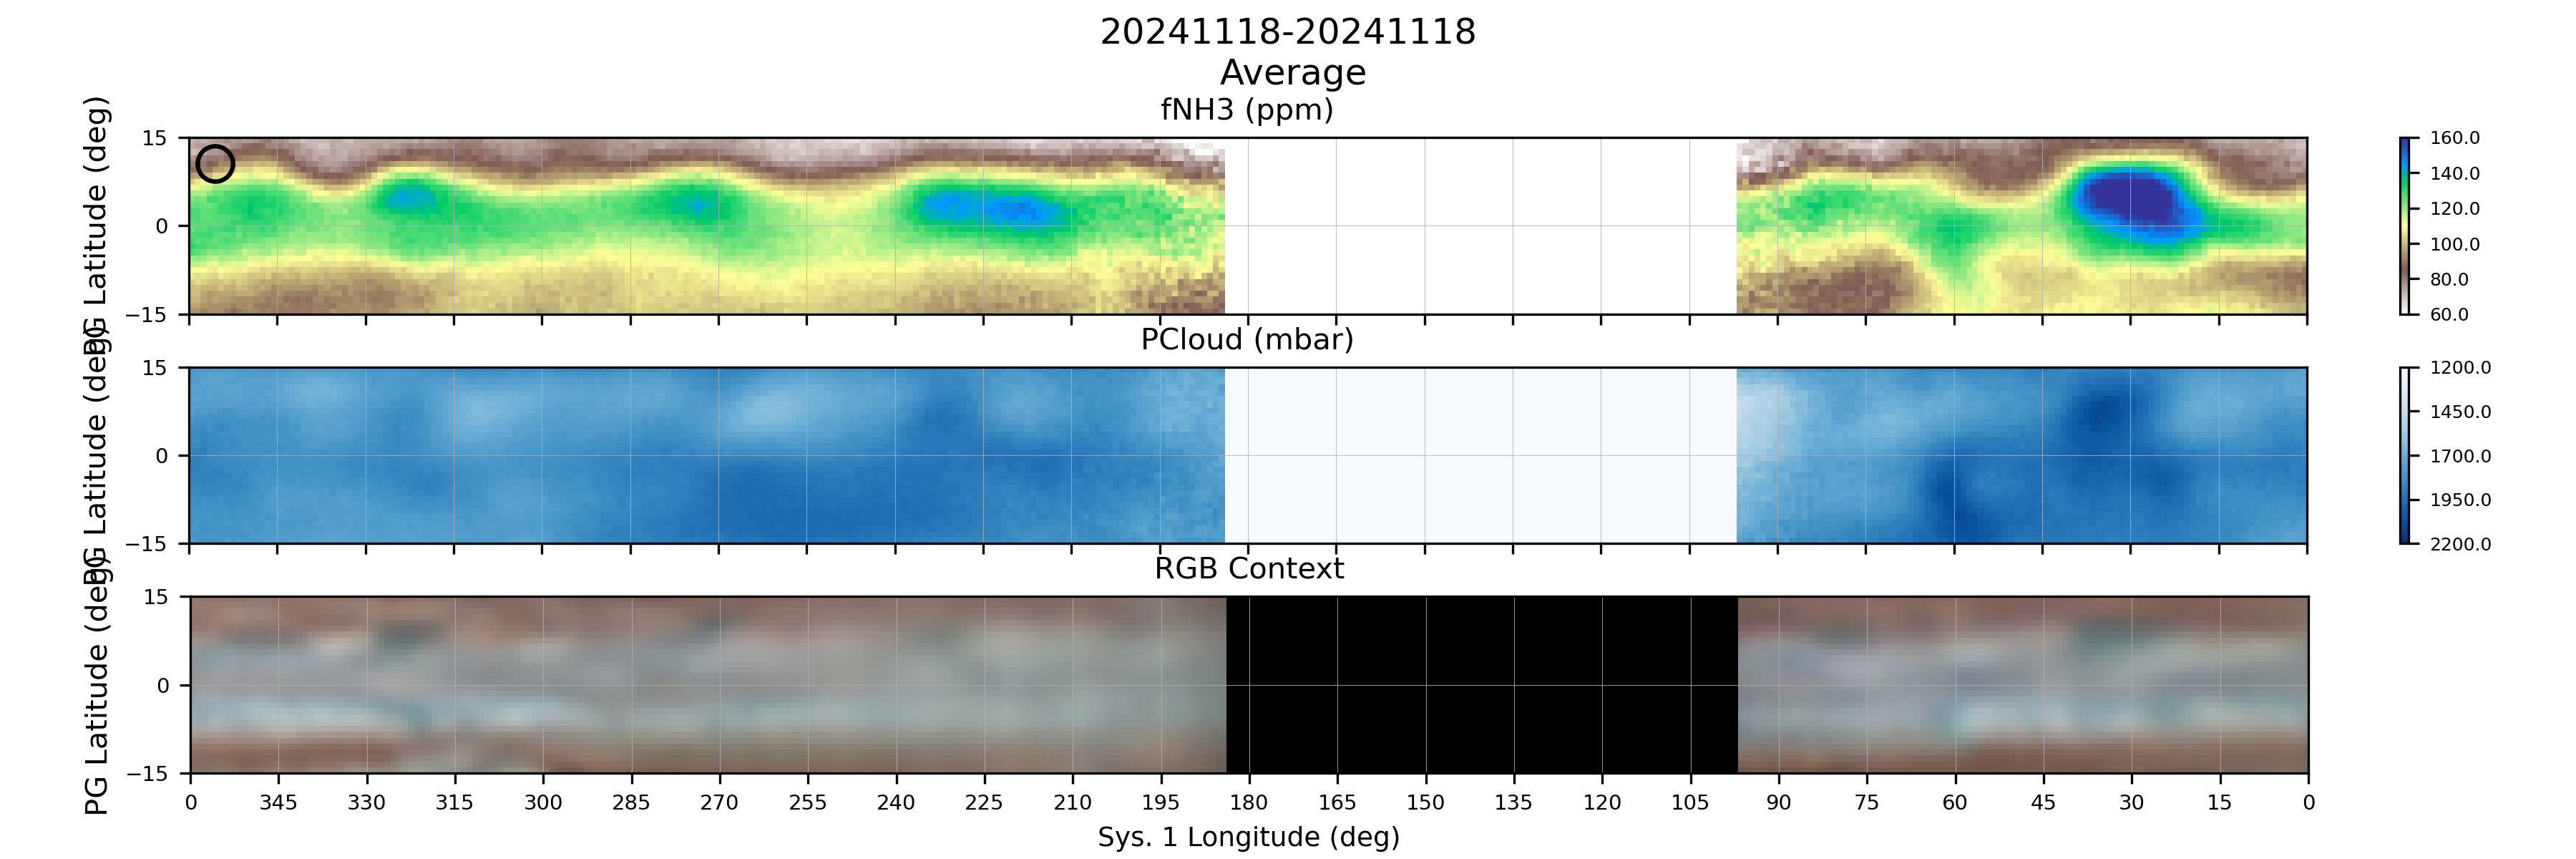 20241118-20241118
Average
fNH3 (ppm)
PG Latitude (deg)
15
0
−15
160.0
140.0
120.0
100.0
80.0
60.0
PCloud (mbar)
PG Latitude (deg)
15
0
−15
1200.0
1450.0
1700.0
1950.0
2200.0
RGB Context
PG Latitude (deg)
15
0
−15
0 345 330 315 300 285 270 255 240 225 210 195 180 165 150 135 120 105 90 75 60 45 30 15 0
Sys. 1 Longitude (deg)